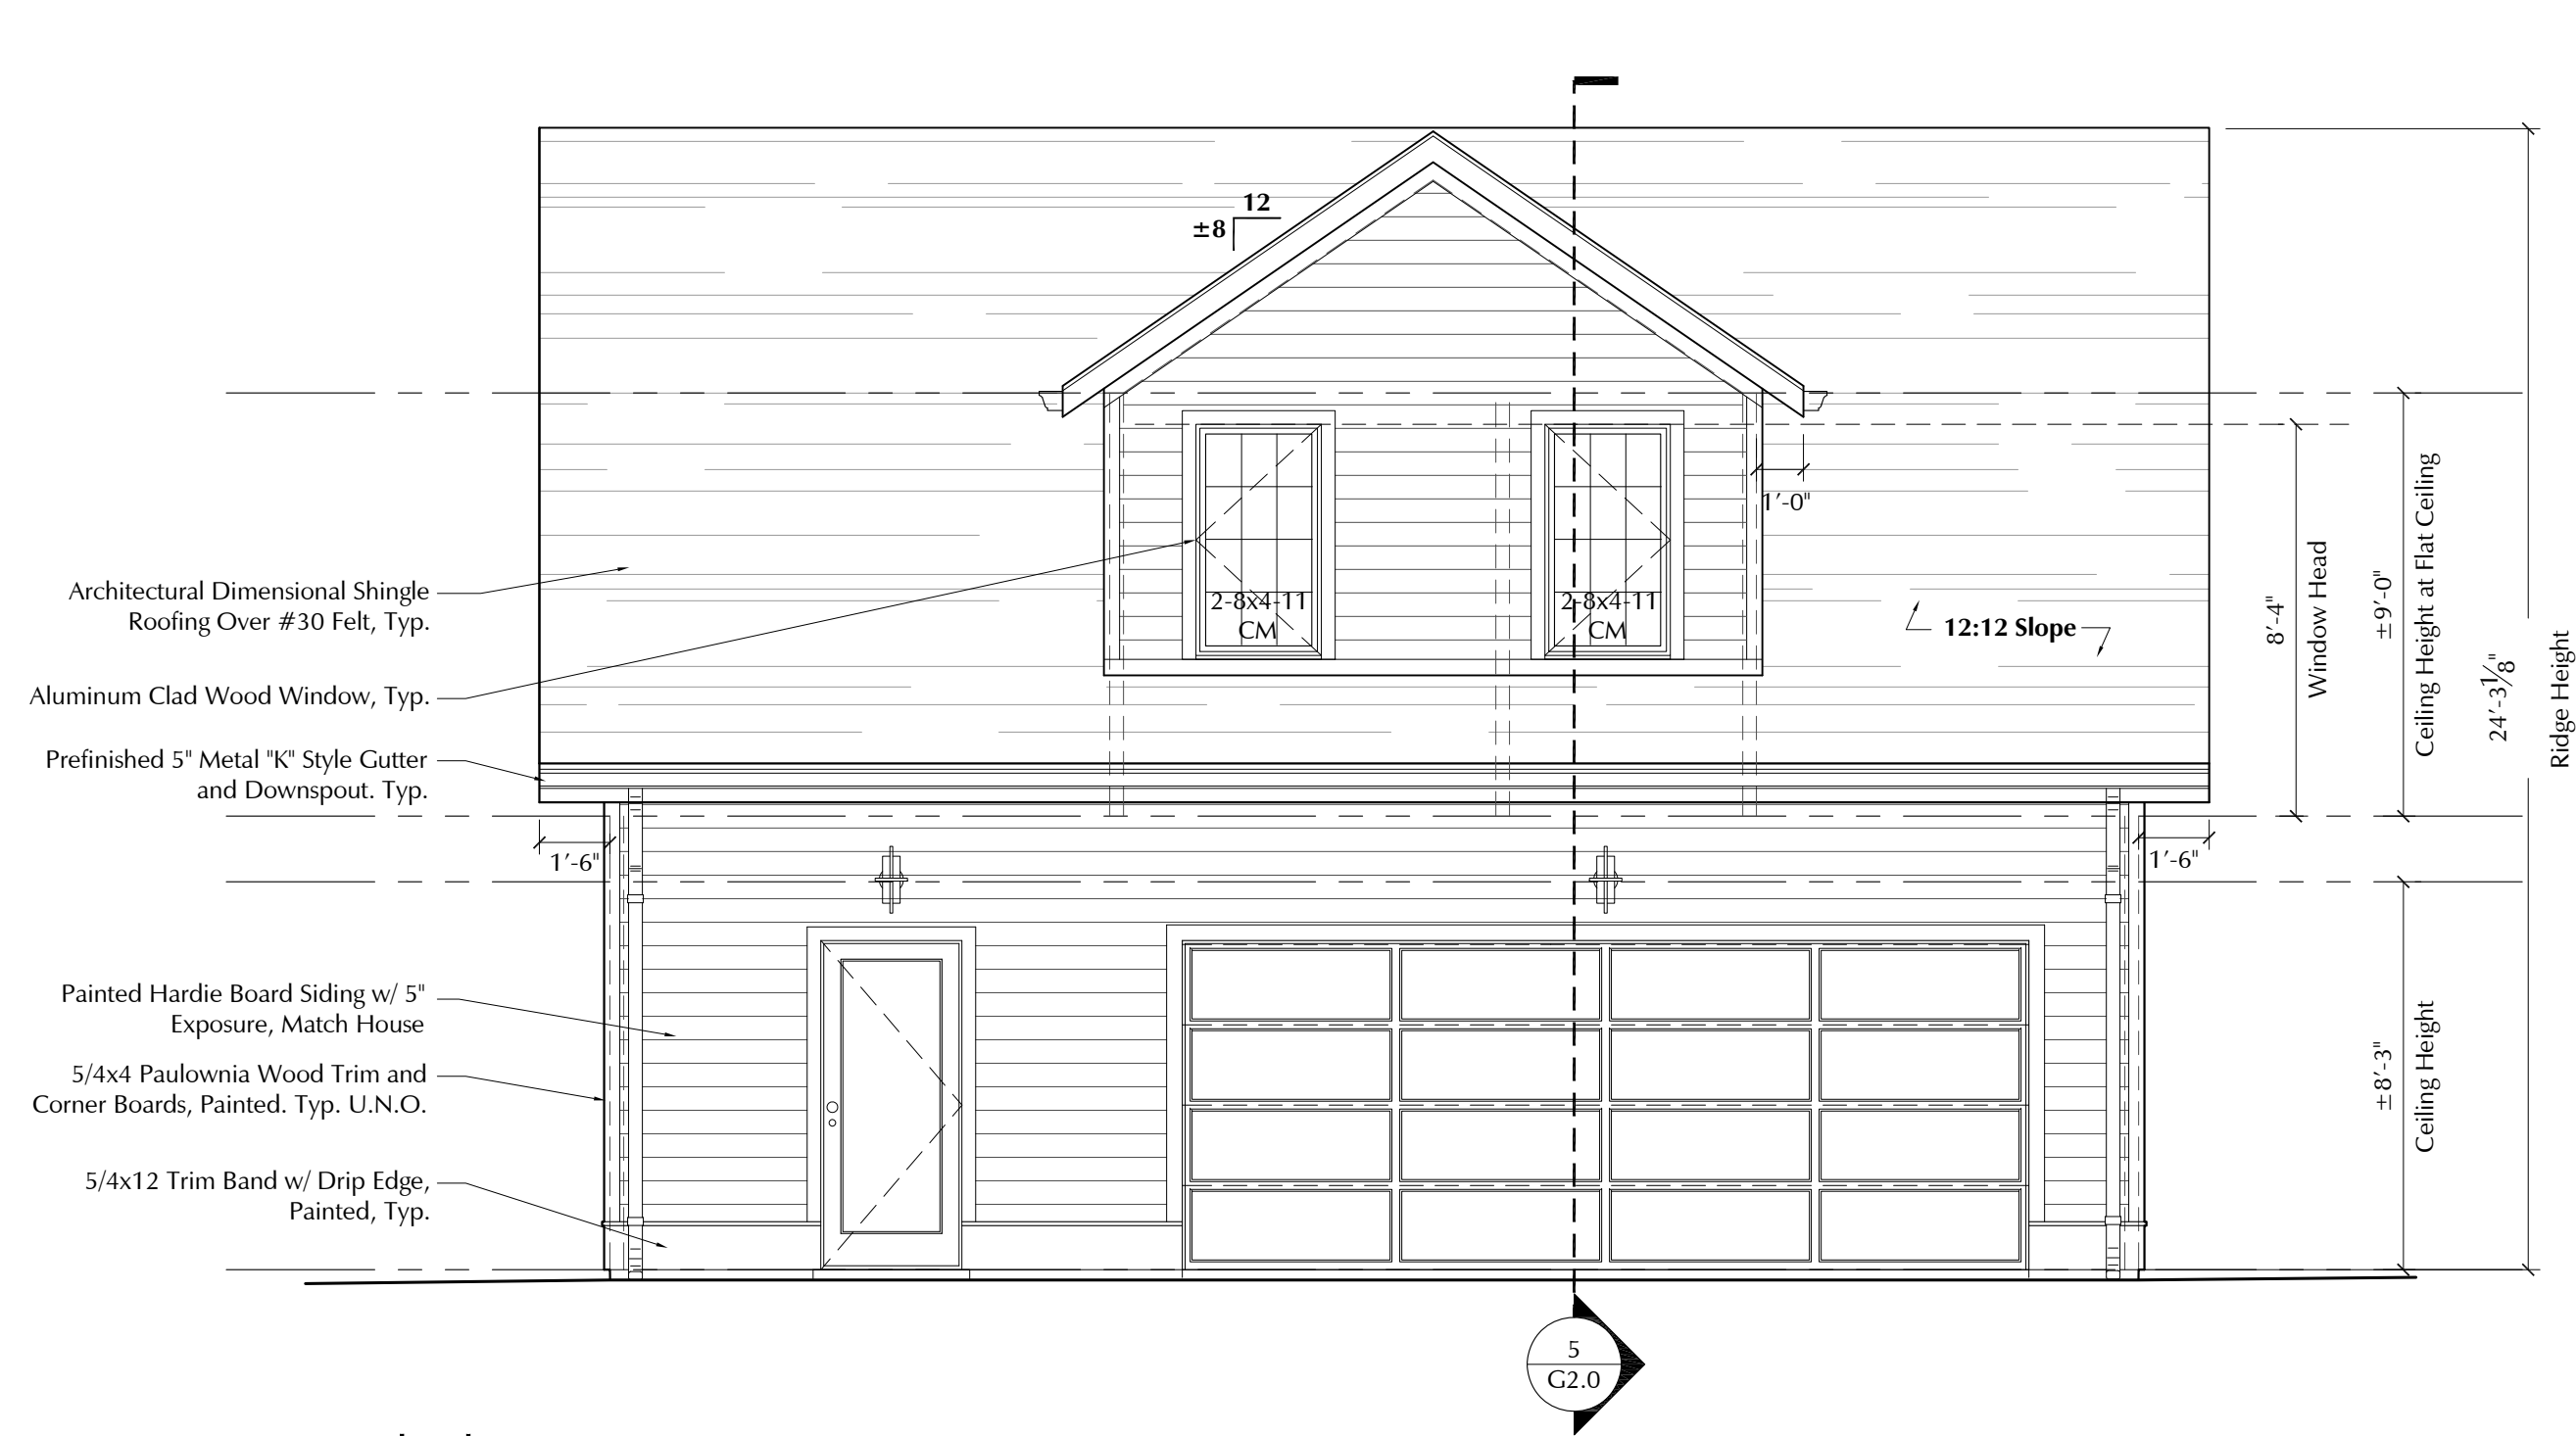 12
±8
1'-0"
2-8x4-11
CM
2-8x4-11
CM
12:12 Slope
Architectural Dimensional Shingle
Roofing Over #30 Felt, Typ.
Aluminum Clad Wood Window, Typ.
Prefinished 5" Metal "K" Style Gutter
and Downspout. Typ.
1'-6"
1'-6"
Painted Hardie Board Siding w/ 5"
Exposure, Match House
5/4x4 Paulownia Wood Trim and
Corner Boards, Painted. Typ. U.N.O.
5/4x12 Trim Band w/ Drip Edge,
Painted, Typ.
8'-4"
Window Head
±9'-0"
Ceiling Height at Flat Ceiling
24'-3 1/8"
Ridge Height
±8'-3"
Ceiling Height
5
G2.0